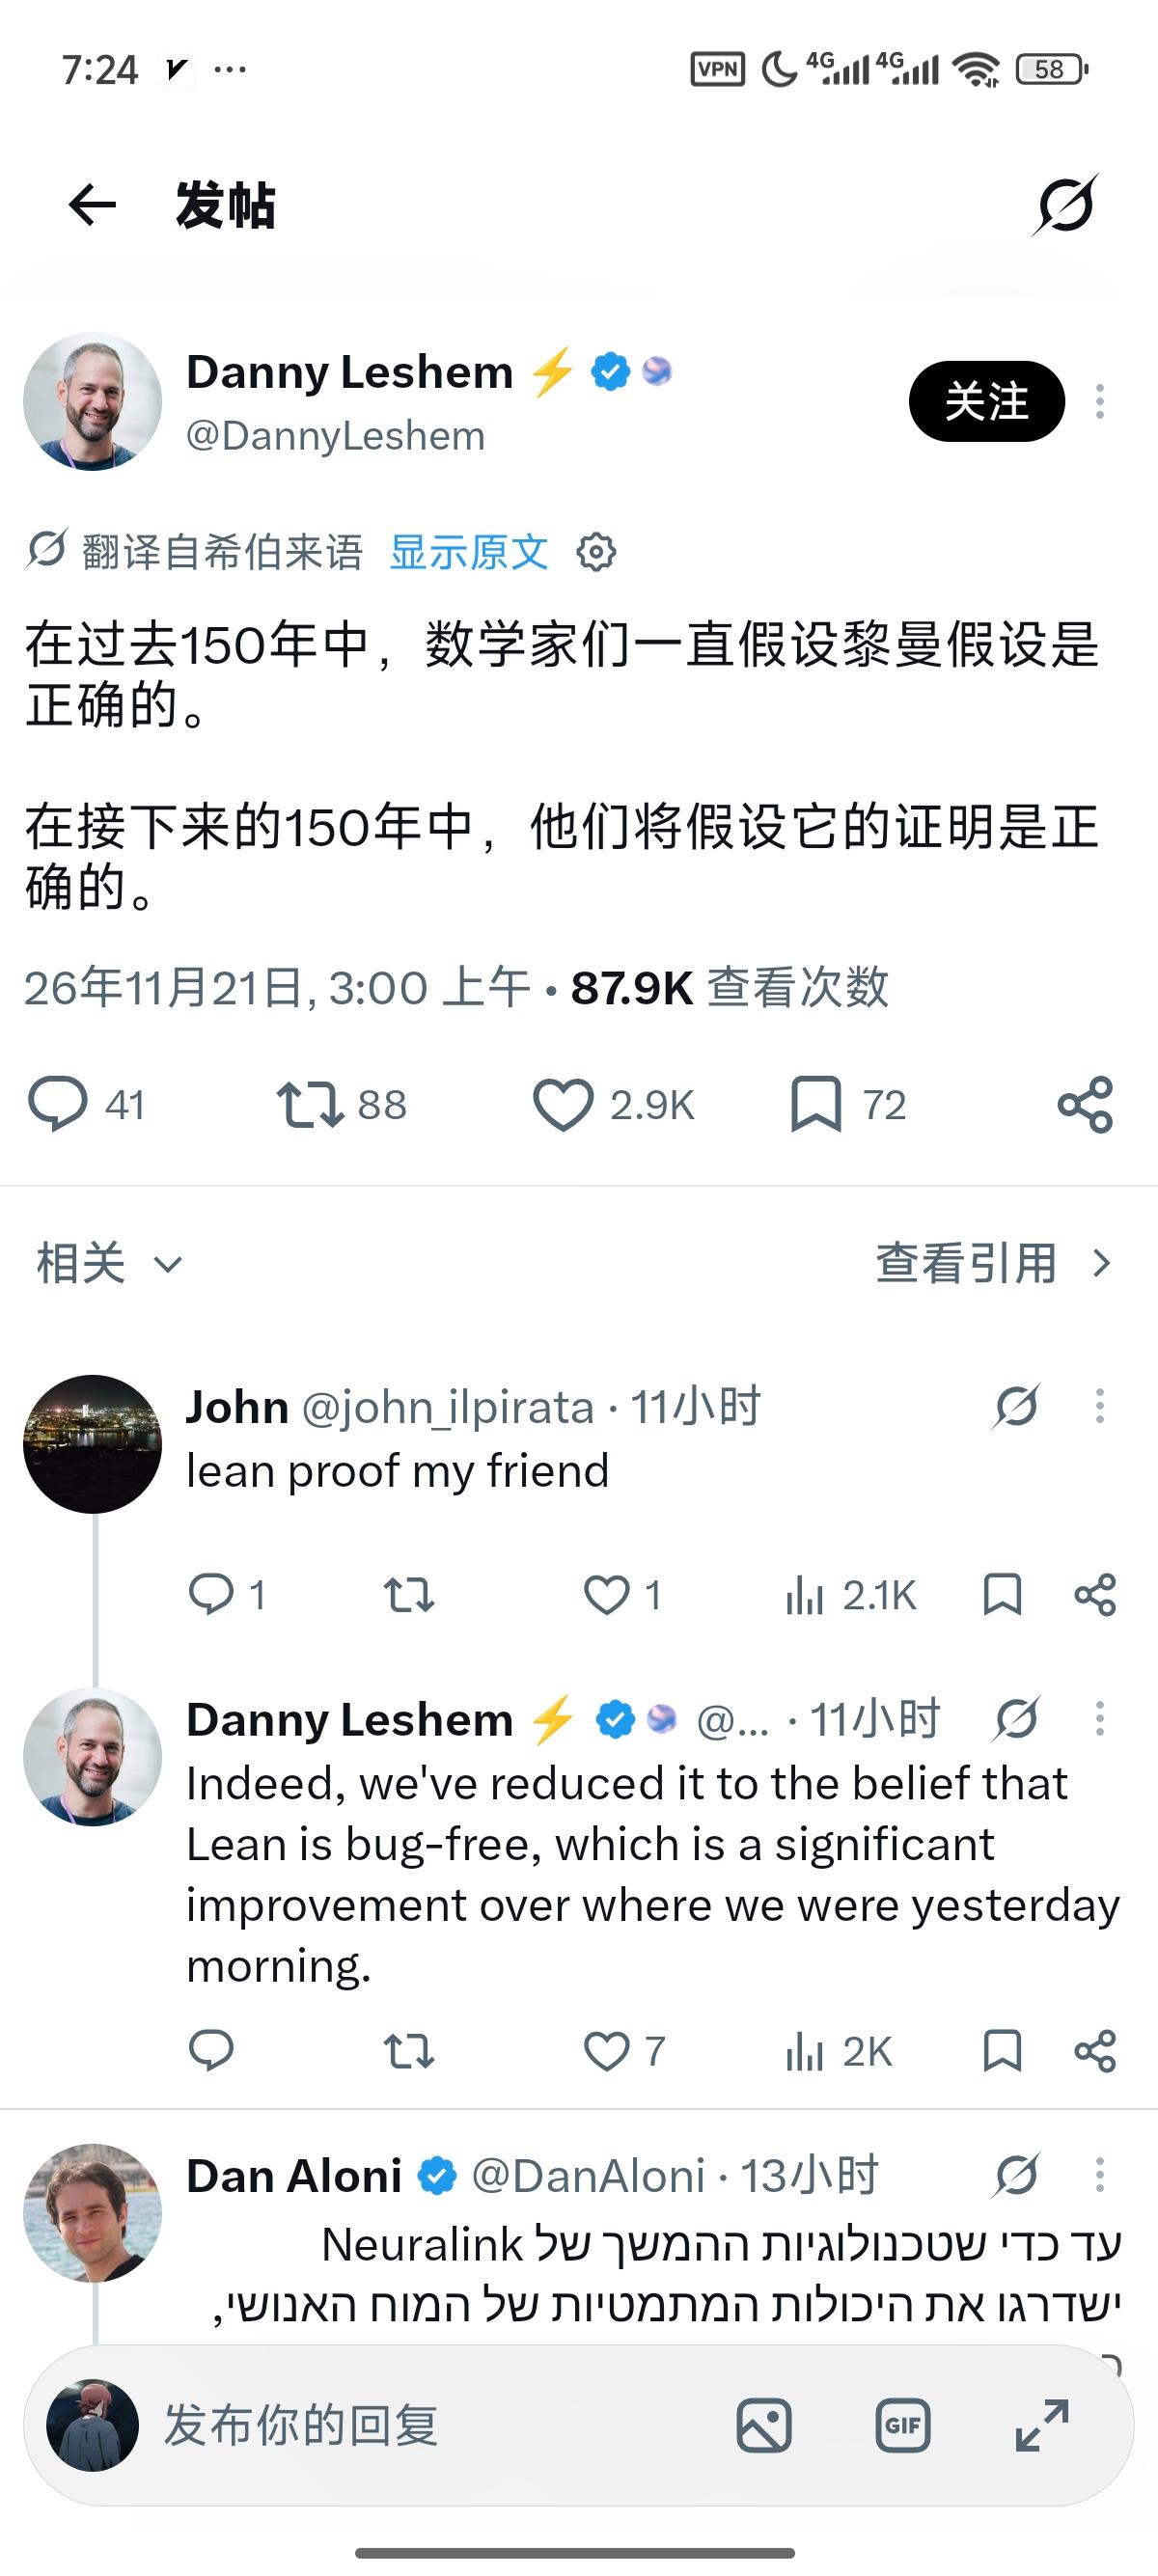 7:24 ...
VPN 4G 4G 58
发帖
Danny Leshem ⚡
@DannyLeshem
关注
翻译自希伯来语 显示原文
在过去150年中，数学家们一直假设黎曼假设是
正确的。
在接下来的150年中，他们将假设它的证明是正
确的。
26年11月21日, 3:00 上午 • 87.9K 查看次数
41 88 2.9K 72
相关 查看引用
John @john_ilpirata · 11小时
lean proof my friend
1 1 2.1K
Danny Leshem ⚡ @... · 11小时
Indeed, we've reduced it to the belief that
Lean is bug-free, which is a significant
improvement over where we were yesterday
morning.
7 2K
Dan Aloni @DanAloni · 13小时
עד כדי שטכנולוגיות ההמשך של Neuralink
ישדרגו את היכולות המתמטיות של המוח האנושי,
发布你的回复
GIF